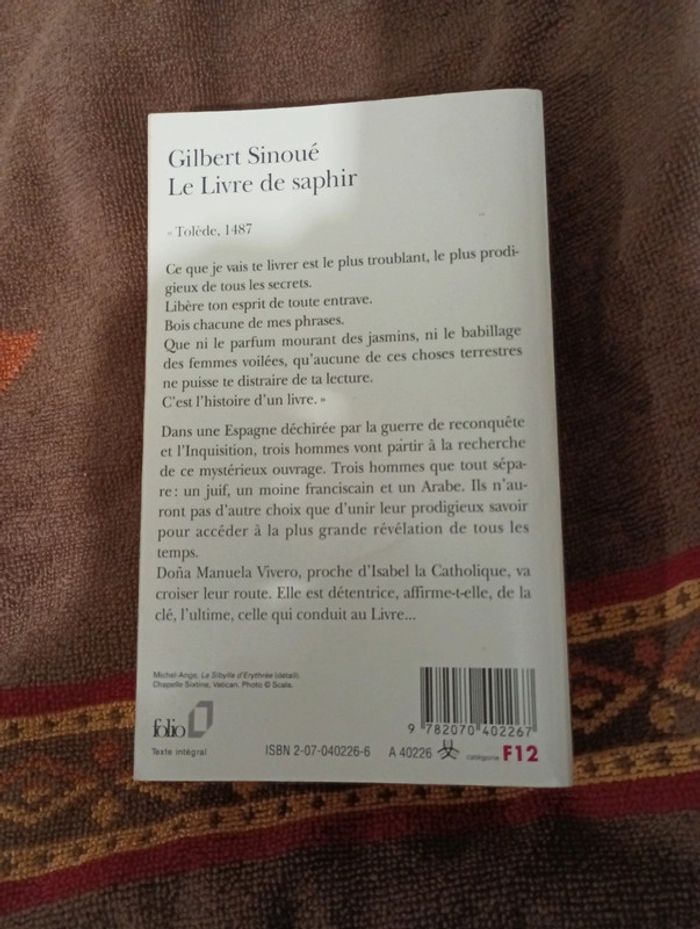 Gilbert Sinoué
Le Livre de saphir
« Tolède, 1487
Ce que je vais te livrer est le plus troublant, le plus prodi-
gieux de tous les secrets.
Libère ton esprit de toute entrave.
Bois chacune de mes phrases.
Que ni le parfum mourant des jasmins, ni le babillage
des femmes voilées, qu'aucune de ces choses terrestres
ne puisse te distraire de ta lecture.
C'est l'histoire d'un livre. »
Dans une Espagne déchirée par la guerre de reconquête
et l'Inquisition, trois hommes vont partir à la recherche
de ce mystérieux ouvrage. Trois hommes que tout sépa-
re : un juif, un moine franciscain et un Arabe. Ils n'au-
ront pas d'autre choix que d'unir leur prodigieux savoir
pour accéder à la plus grande révélation de tous les
temps.
Doña Manuela Vivero, proche d'Isabel la Catholique, va
croiser leur route. Elle est détentrice, affirme-t-elle, de la
clé, l'ultime, celle qui conduit au Livre...
Michel-Ange, La Sibylle d'Erythrée (détail).
Chapelle Sixtine, Vatican. Photo © Scala.
folio
Texte intégral
9 782070 402267
ISBN 2-07-040226-6 A 40226 catégorie F12